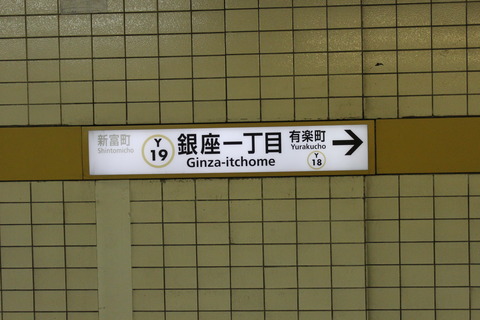 新富町
Shintomicho
Y
19
銀座一丁目
Ginza-itchome
有楽町
Yurakucho
Y
18